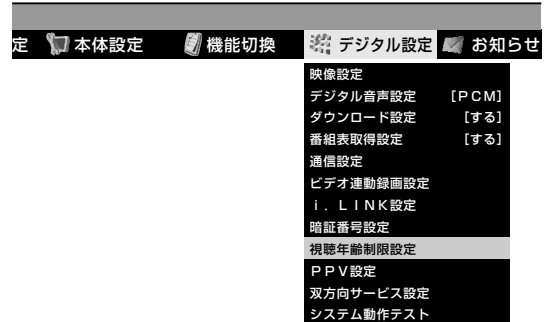 定 本体設定 機能切換 デジタル設定 お知らせ
映像設定
デジタル音声設定 [PCM]
ダウンロード設定 [する]
番組表取得設定 [する]
通信設定
ビデオ連動録画設定
i.LINK設定
暗証番号設定
視聴年齢制限設定
PPV設定
双方向サービス設定
システム動作テスト